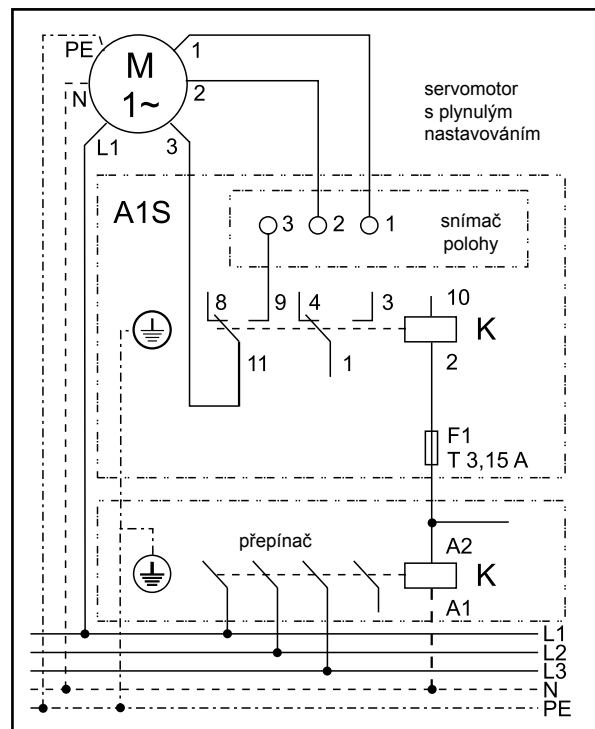 PE
1
M
1~
N
2
L1
3
servomotor
s plynulým
nastavováním
A1S
3
2
1
snímač
polohy
8
9
4
3
10
K
11
1
2
F1
T 3,15 A
přepínač
A2
K
A1
L1
L2
L3
N
PE